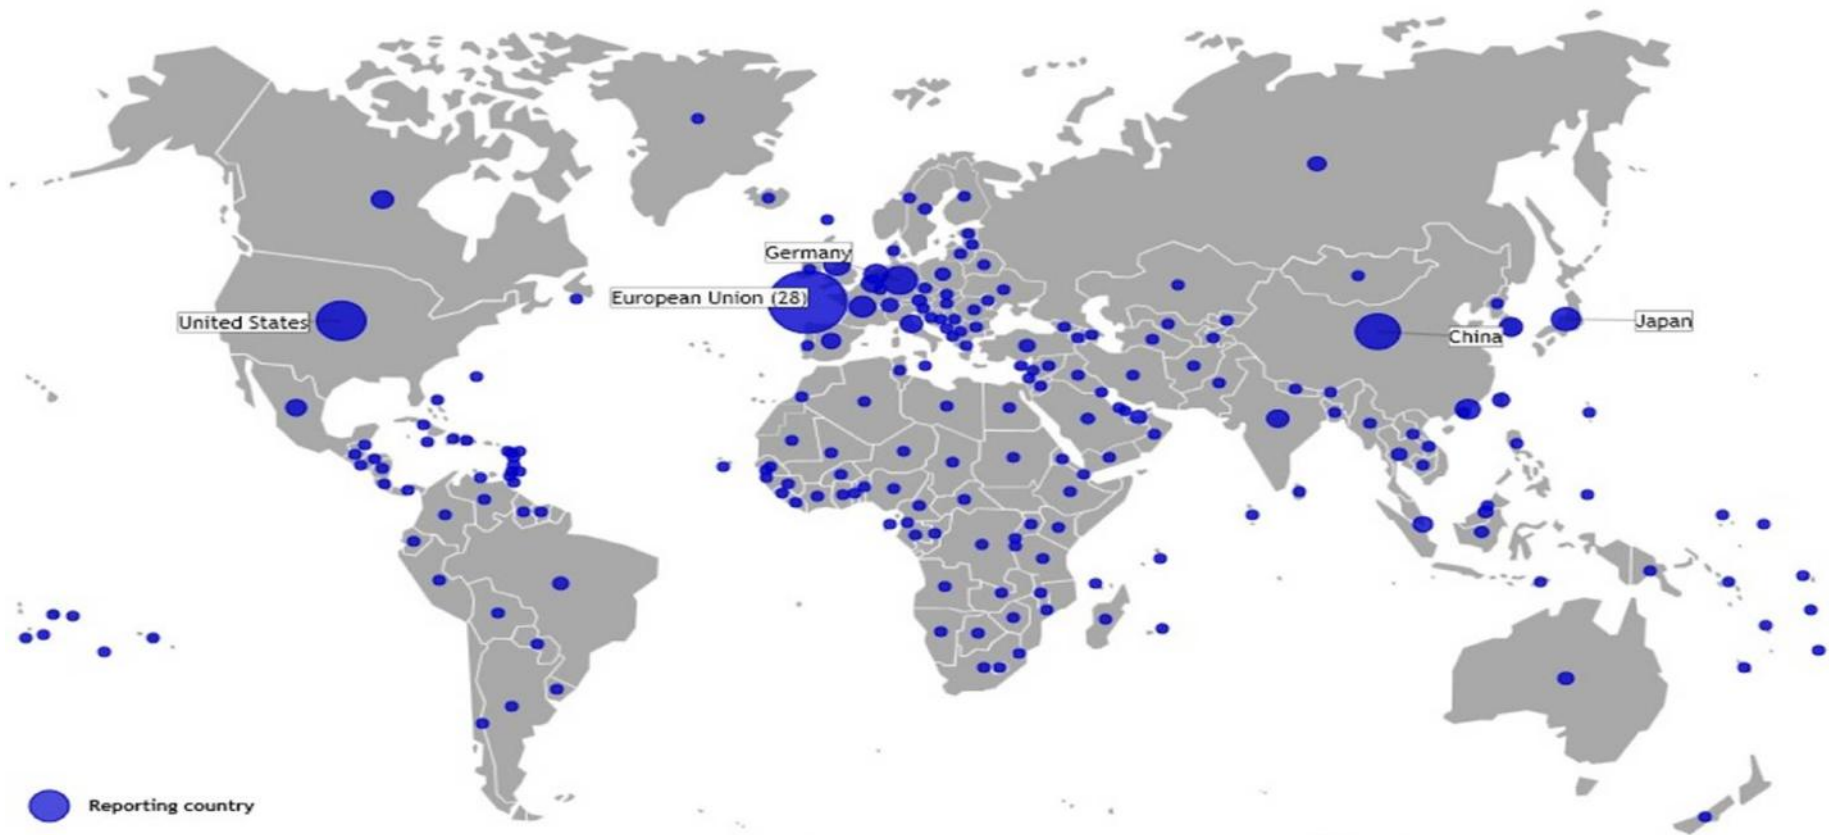 Germany
European Union (28)
United States
Japan
China
Reporting country